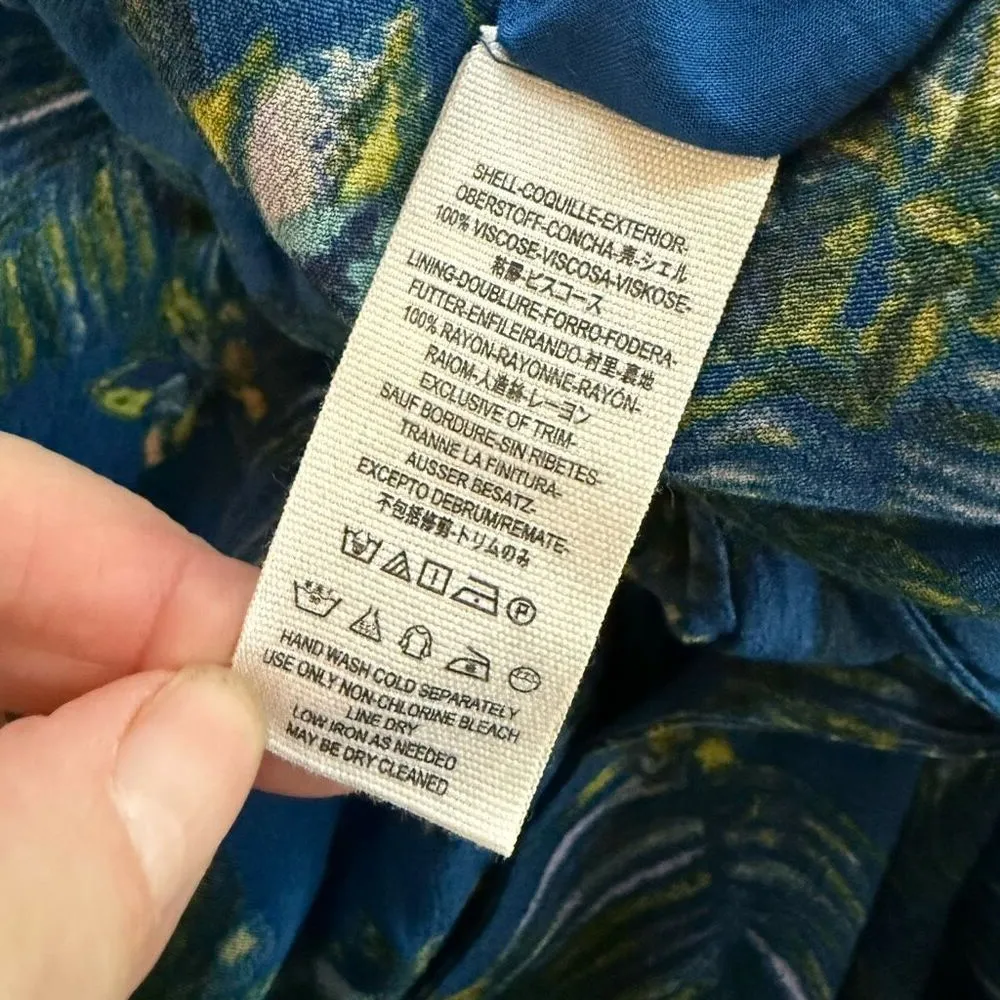 SHELL-COQUILLE-EXTERIOR-
OBERSTOFF-CONCHA-壳-シェル
100% VISCOSE-VISCOSA-VISKOSE-
粘膠-ビスコース
LINING-DOUBLURE-FORRO-FODERA-
FUTTER-ENFILEIRANDO-村里-裏地
100% RAYON-RAYONNE-RAYON-
RAIOM-人造絲-レーヨン
EXCLUSIVE OF TRIM-
SAUF BORDURE-SIN RIBETES-
TRANNE LA FINITURA-
AUSSER BESATZ-
EXCEPTO DEBRUM/REMATE-
不包括修剪-トリムのみ
P
HAND WASH COLD SEPARATELY
USE ONLY NON-CHLORINE BLEACH
LINE DRY
LOW IRON AS NEEDED
MAY BE DRY CLEANED